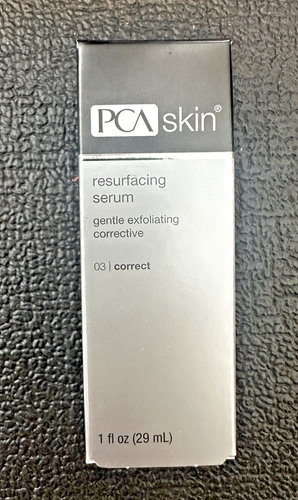 PCA skin®
resurfacing
serum
gentle exfoliating
corrective
03 | correct
1 fl oz (29 mL)